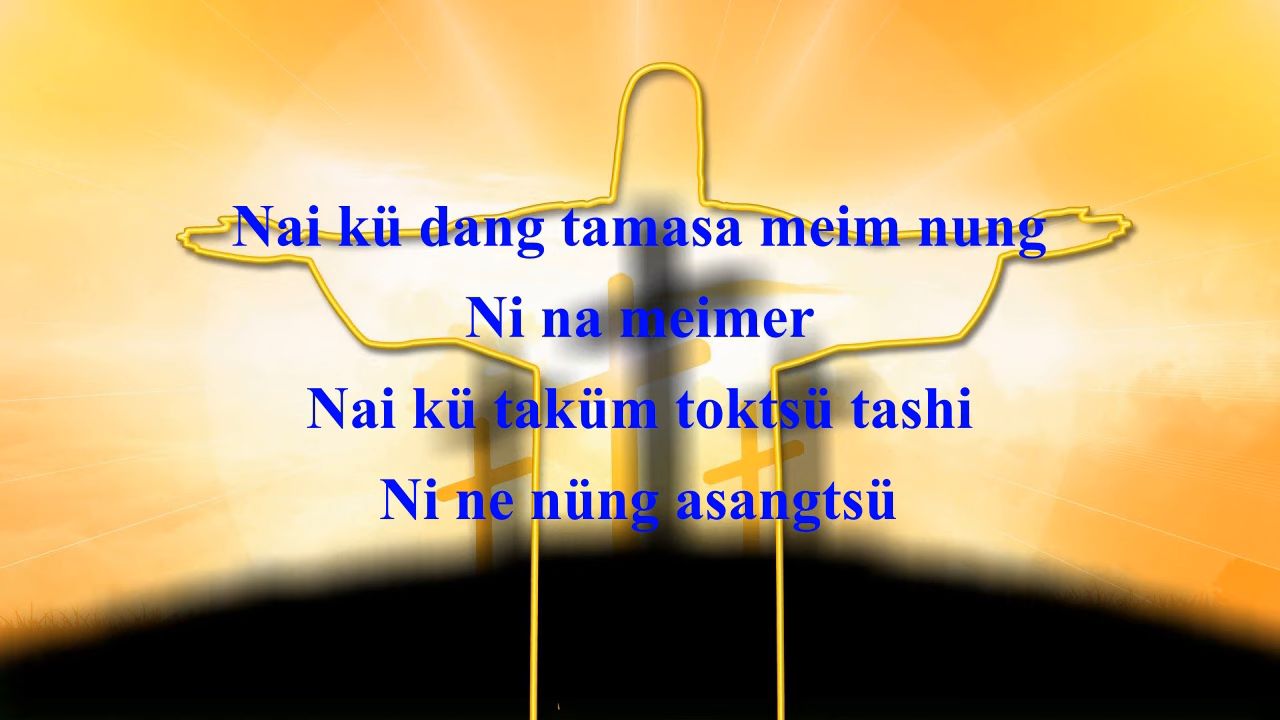 Nai kü dang tamasa meim nung
Ni na meimer
Nai kü taküm toktsü tashi
Ni ne nüng asangtsü